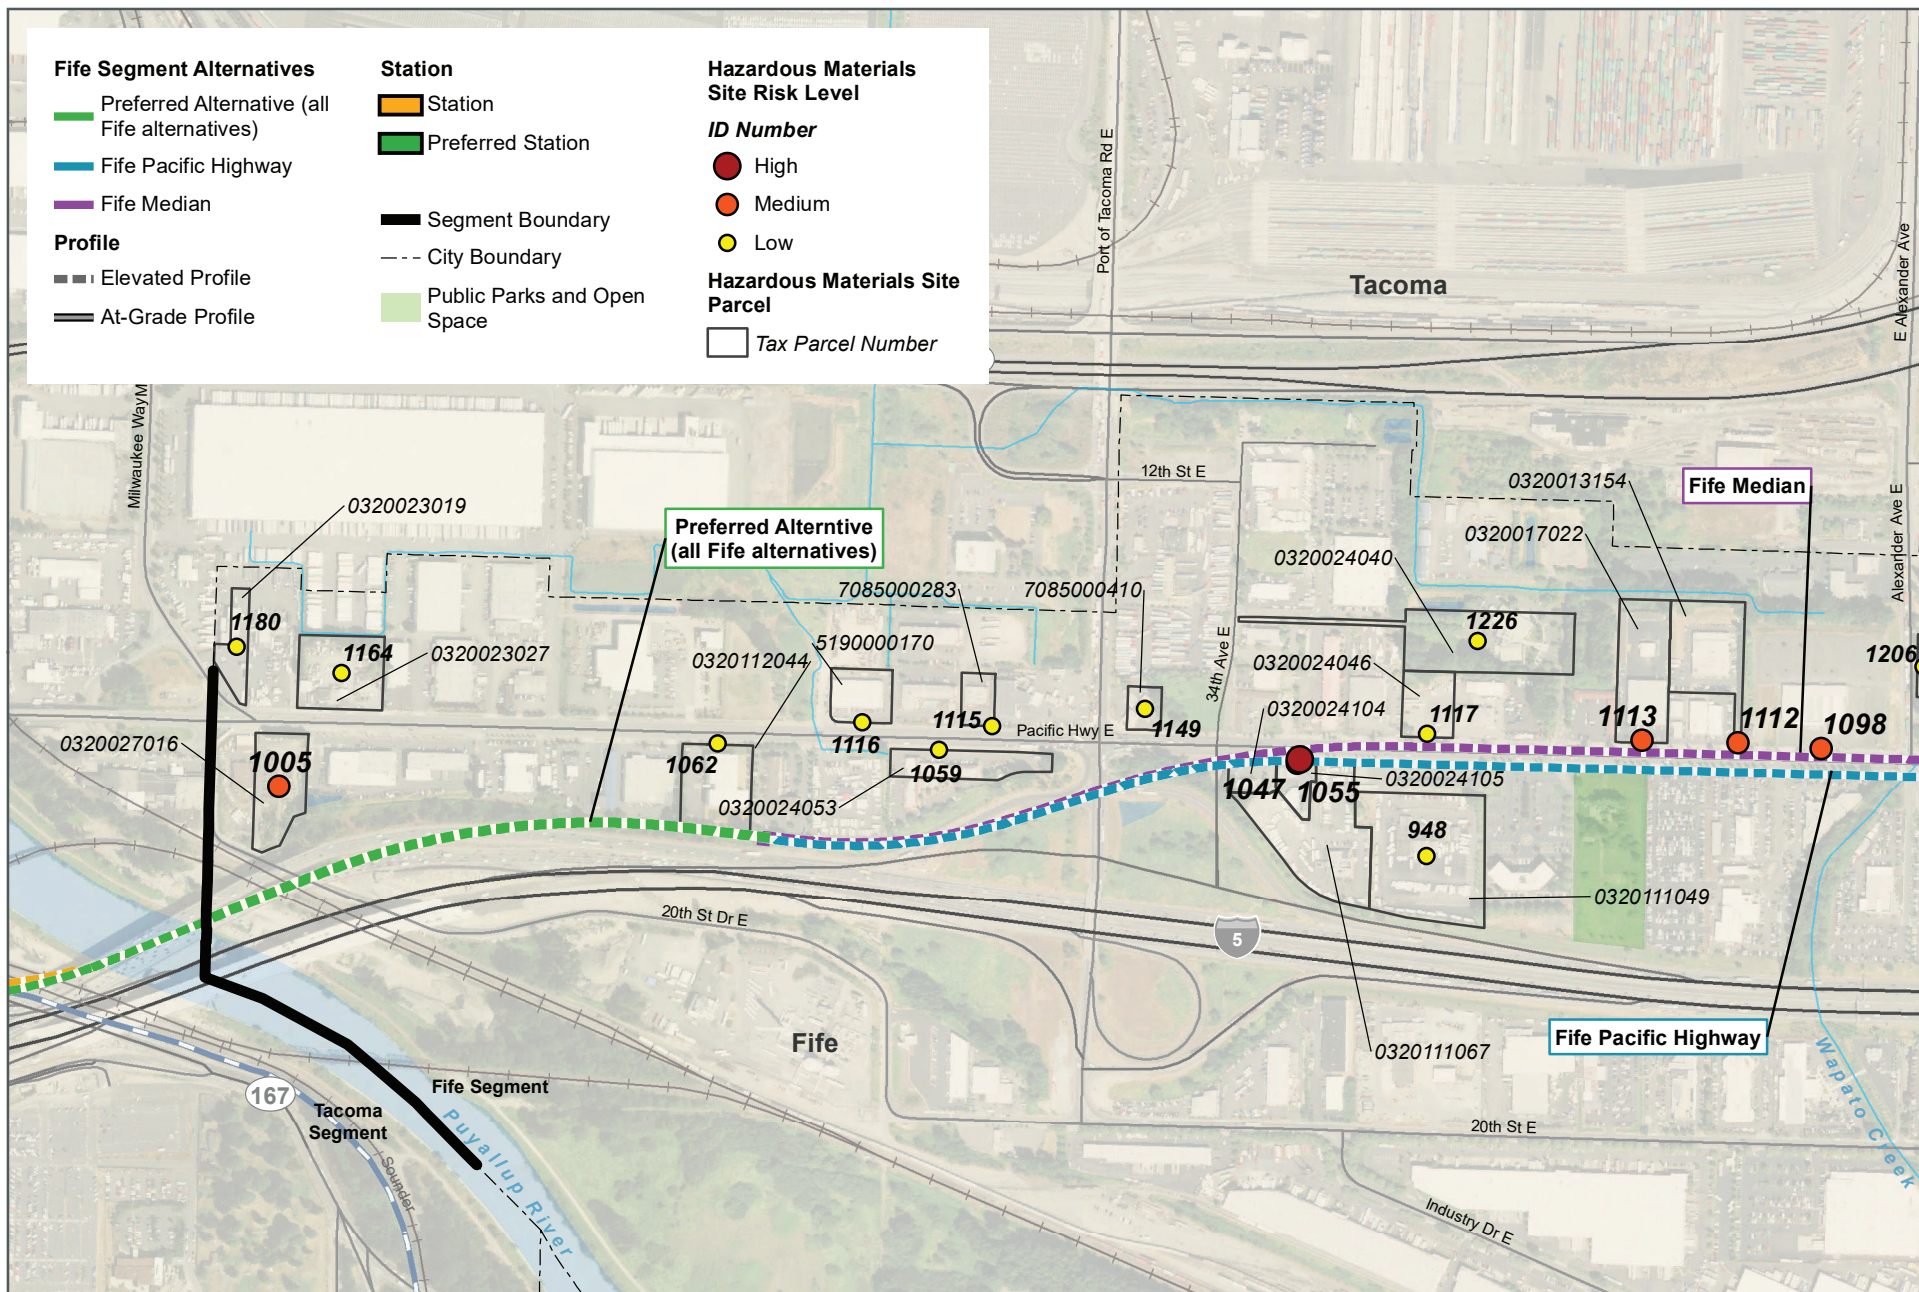 Fife Segment Alternatives
Preferred Alternative (all
Fife alternatives)
Fife Pacific Highway
Fife Median
Profile
Elevated Profile
At-Grade Profile
Station
Station
Preferred Station
Segment Boundary
City Boundary
Public Parks and Open
Space
Hazardous Materials
Site Risk Level
ID Number
High
Medium
Low
Hazardous Materials Site
Parcel
Tax Parcel Number
Port of Tacoma Rd E
Tacoma
E Alexander Ave
Milwaukee Way
12th St E
0320013154
Fife Median
0320023019
Preferred Alterntive
(all Fife alternatives)
0320017022
Alexander Ave E
0320024040
7085000283
7085000410
1180
1164
0320023027
0320112044
5190000170
34th Ave E
1226
0320024046
1206
0320027016
1005
1062
1116
1115
Pacific Hwy E
1149
0320024104
1117
1113
1112
1098
1059
0320024053
1047
1055
0320024105
948
0320111049
20th St Dr E
5
Fife
0320111067
Fife Pacific Highway
167
Tacoma
Segment
Fife Segment
Sounder
Puyallup River
20th St E
Industry Dr E
Wapato Creek